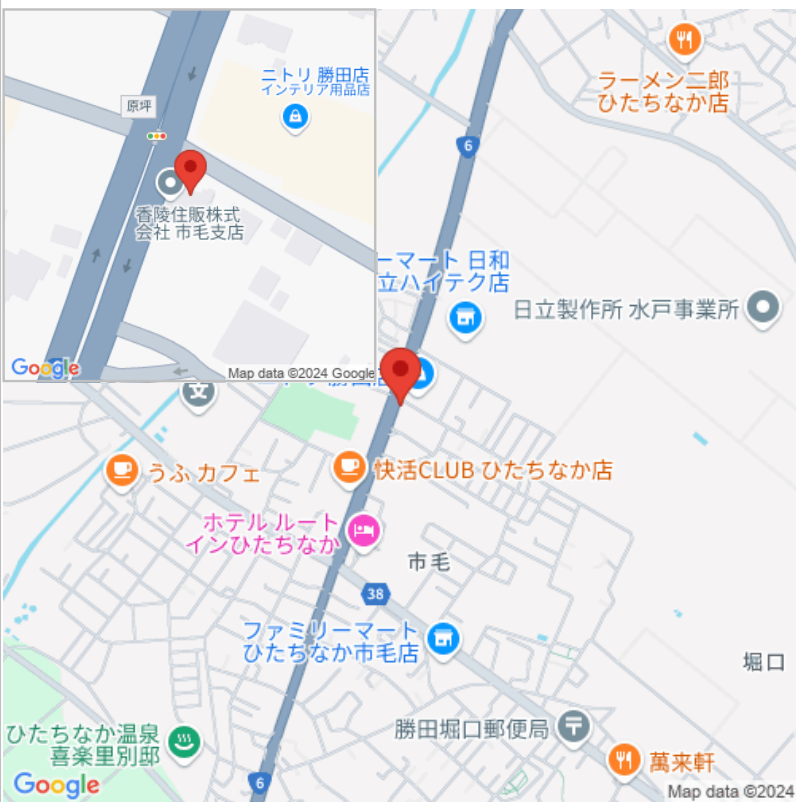 ニトリ 勝田店
インテリア用品店
原坪
香陵住販株式
会社 市毛支店
Google
Map data ©2024 Google
ラーメン二郎
ひたちなか店
6
ーマート 日和
立ハイテク店
日立製作所 水戸事業所
文
うふ カフェ
快活CLUB ひたちなか店
ホテル ルート
インひたちなか
市毛
38
ファミリーマート
ひたちなか市毛店
堀口
勝田堀口郵便局
ひたちなか温泉
喜楽里別邸
萬来軒
6
Google
Map data ©2024